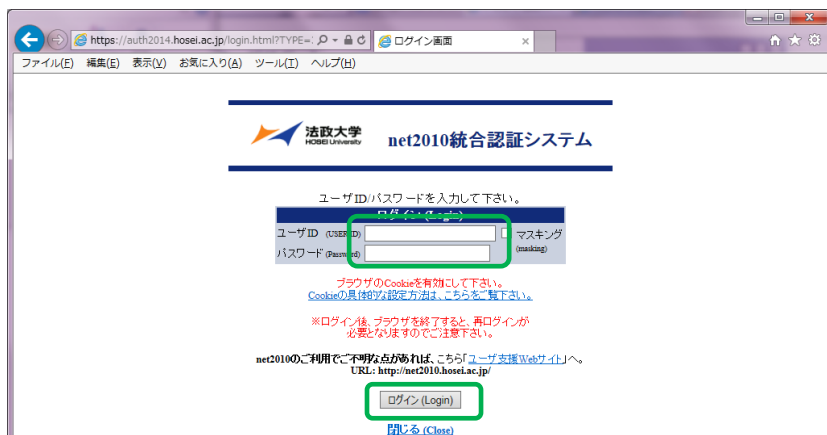 https://auth2014.hosei.ac.jp/login.html?TYPE=
ログイン画面
ファイル(F) 編集(E) 表示(V) お気に入り(A) ツール(T) ヘルプ(H)
法政大学
HOSEI University
net2010統合認証システム
ユーザID/パスワードを入力して下さい。
ログイン (Login)
ユーザID (USER ID)
マスキング
(masking)
パスワード (Password)
ブラウザのCookieを有効にして下さい。
Cookieの具体的な設定方法は、こちらをご覧下さい。
※ログイン後、ブラウザを終了すると、再ログインが
必要となりますのでご注意下さい。
net2010のご利用でご不明な点があれば、こちら「ユーザ支援Webサイト」へ。
URL: http://net2010.hosei.ac.jp/
ログイン (Login)
閉じる (Close)